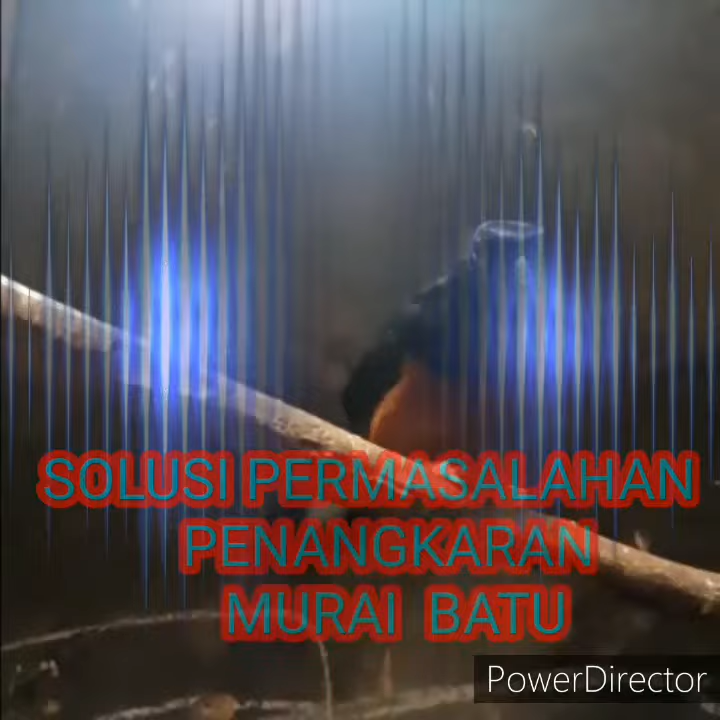 SOLUSI PERMASALAHAN
PENANGKARAN
MURAI BATU
PowerDirector